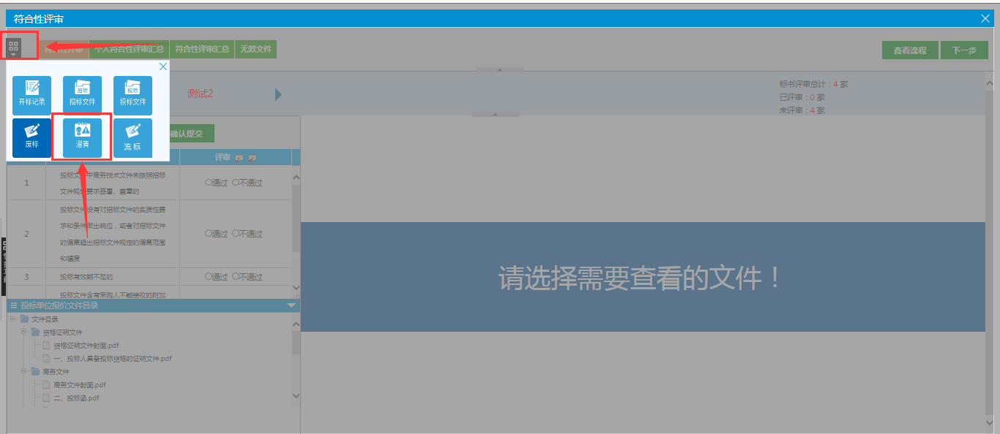 符合性评审
符合性评审
个人符合性评审汇总
符合性评审汇总
无效文件
查看流程
下一步
开标记录
招标
招标文件
投标
投标文件
废标
澄清
流 标
测试2
标书评审总计：4 家
已评审：0 家
未评审：4 家
确认提交
评审
1
投标文件中商务技术文件未按照招标
文件规定要求签署、盖章的
○通过 ○不通过
2
投标文件没有对招标文件的实质性要
求和条件做出响应，或者对招标文件
的偏离超出招标文件规定的偏离范围
和幅度
○通过 ○不通过
3
投标有效期不足的
○通过 ○不通过
投标文件含有采购人不能接收的附加
投标单位报价文件目录
文件目录
资格证明文件
资格证明文件封面.pdf
一、投标人具备投标资格的证明文件.pdf
商务文件
商务文件封面.pdf
二、投标函.pdf
请选择需要查看的文件！